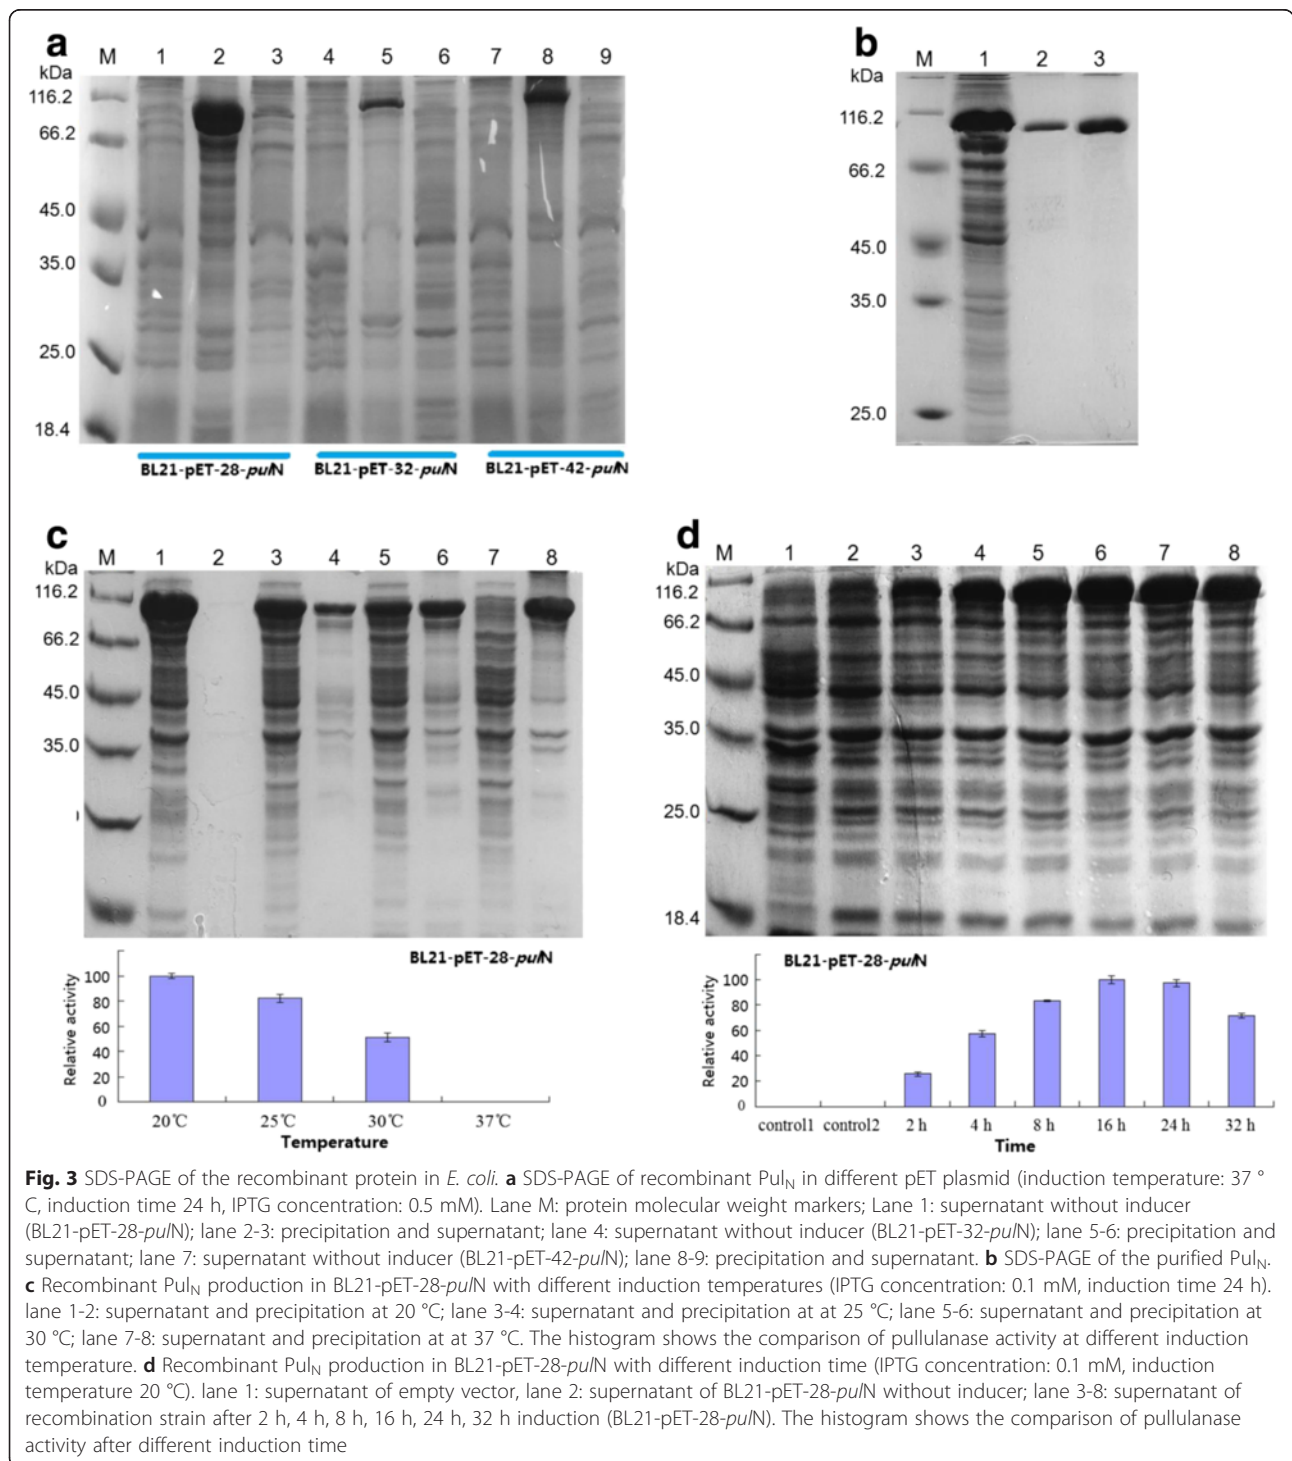 a
M 1 2 3 4 5 6 7 8 9
kDa
116.2
66.2
45.0
35.0
25.0
18.4
BL21-pET-28-pulN BL21-pET-32-pulN BL21-pET-42-pulN
b
M 1 2 3
kDa
116.2
66.2
45.0
35.0
25.0
c
M 1 2 3 4 5 6 7 8
kDa
116.2
66.2
45.0
35.0
BL21-pET-28-pulN
Relative activity
100
80
60
40
20
0
20℃ 25℃ 30℃ 37℃
Temperature
d
M 1 2 3 4 5 6 7 8
kDa
116.2
66.2
45.0
35.0
25.0
18.4
BL21-pET-28-pulN
Relative activity
100
80
60
40
20
0
control1 control2 2 h 4 h 8 h 16 h 24 h 32 h
Time
Fig. 3 SDS-PAGE of the recombinant protein in E. coli. a SDS-PAGE of recombinant PulN in different pET plasmid (induction temperature: 37 °
C, induction time 24 h, IPTG concentration: 0.5 mM). Lane M: protein molecular weight markers; Lane 1: supernatant without inducer
(BL21-pET-28-pulN); lane 2-3: precipitation and supernatant; lane 4: supernatant without inducer (BL21-pET-32-pulN); lane 5-6: precipitation and
supernatant; lane 7: supernatant without inducer (BL21-pET-42-pulN); lane 8-9: precipitation and supernatant. b SDS-PAGE of the purified PulN.
c Recombinant PulN production in BL21-pET-28-pulN with different induction temperatures (IPTG concentration: 0.1 mM, induction time 24 h).
lane 1-2: supernatant and precipitation at 20 °C; lane 3-4: supernatant and precipitation at at 25 °C; lane 5-6: supernatant and precipitation at
30 °C; lane 7-8: supernatant and precipitation at at 37 °C. The histogram shows the comparison of pullulanase activity at different induction
temperature. d Recombinant PulN production in BL21-pET-28-pulN with different induction time (IPTG concentration: 0.1 mM, induction
temperature 20 °C). lane 1: supernatant of empty vector, lane 2: supernatant of BL21-pET-28-pulN without inducer; lane 3-8: supernatant of
recombination strain after 2 h, 4 h, 8 h, 16 h, 24 h, 32 h induction (BL21-pET-28-pulN). The histogram shows the comparison of pullulanase
activity after different induction time